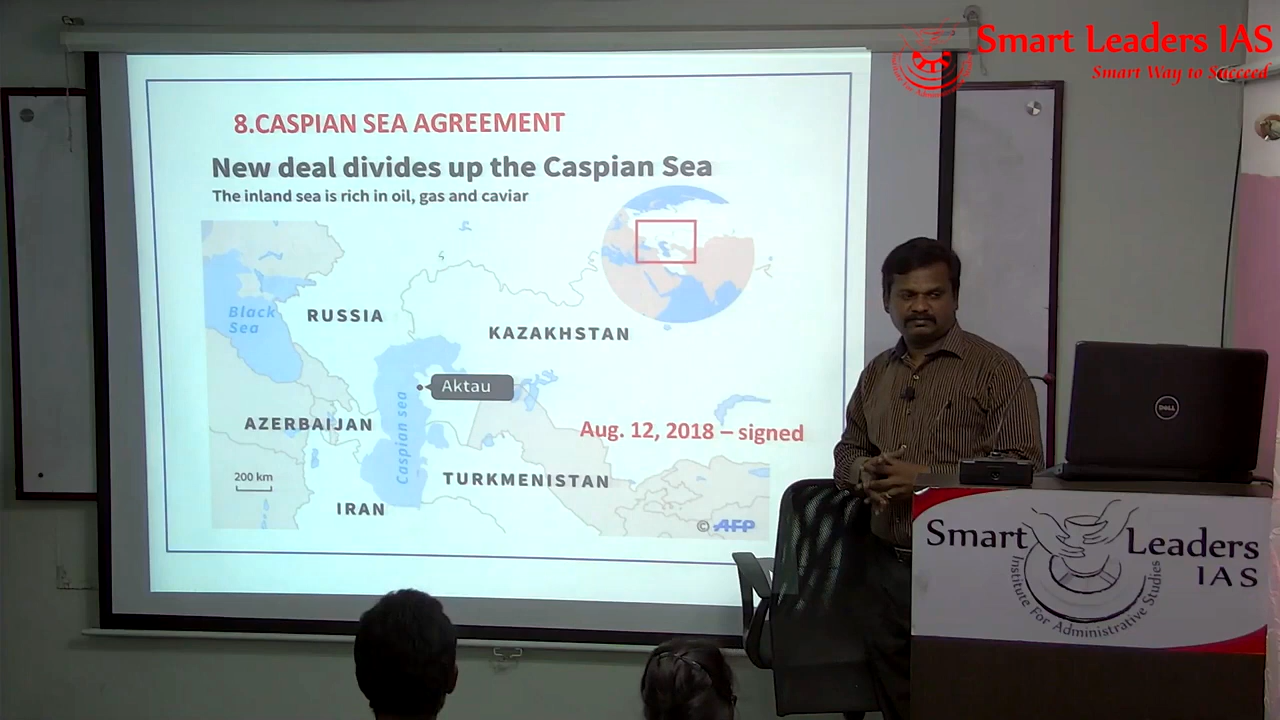 Smart Leaders IAS
Smart Way to Succeed
8.CASPIAN SEA AGREEMENT
New deal divides up the Caspian Sea
The inland sea is rich in oil, gas and caviar
Black
Sea
RUSSIA
KAZAKHSTAN
Aktau
Caspian sea
AZERBAIJAN
Aug. 12, 2018 – signed
200 km
TURKMENISTAN
IRAN
© AFP
DELL
Smart Leaders
IAS
Institute For Administrative Studies